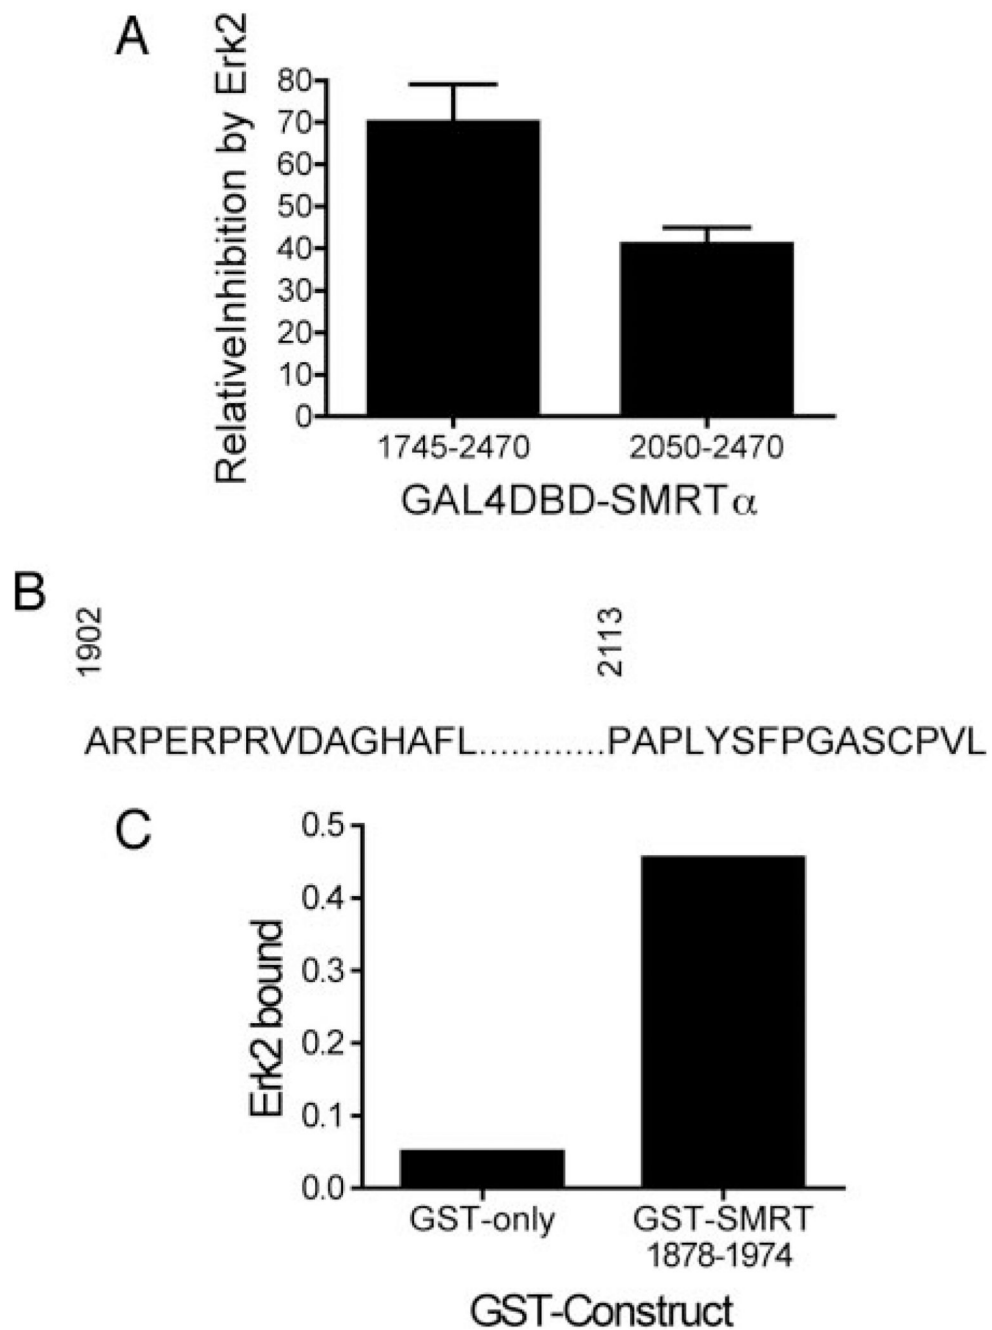 A
RelativeInhibition by Erk2
80
70
60
50
40
30
20
10
0
1745-2470 2050-2470
GAL4DBD-SMRTα
B
1902 2113
ARPERPRVDAGHAFL............PAPLYSFPGASCPVL
C
Erk2 bound
0.5
0.4
0.3
0.2
0.1
0.0
GST-only GST-SMRT
1878-1974
GST-Construct